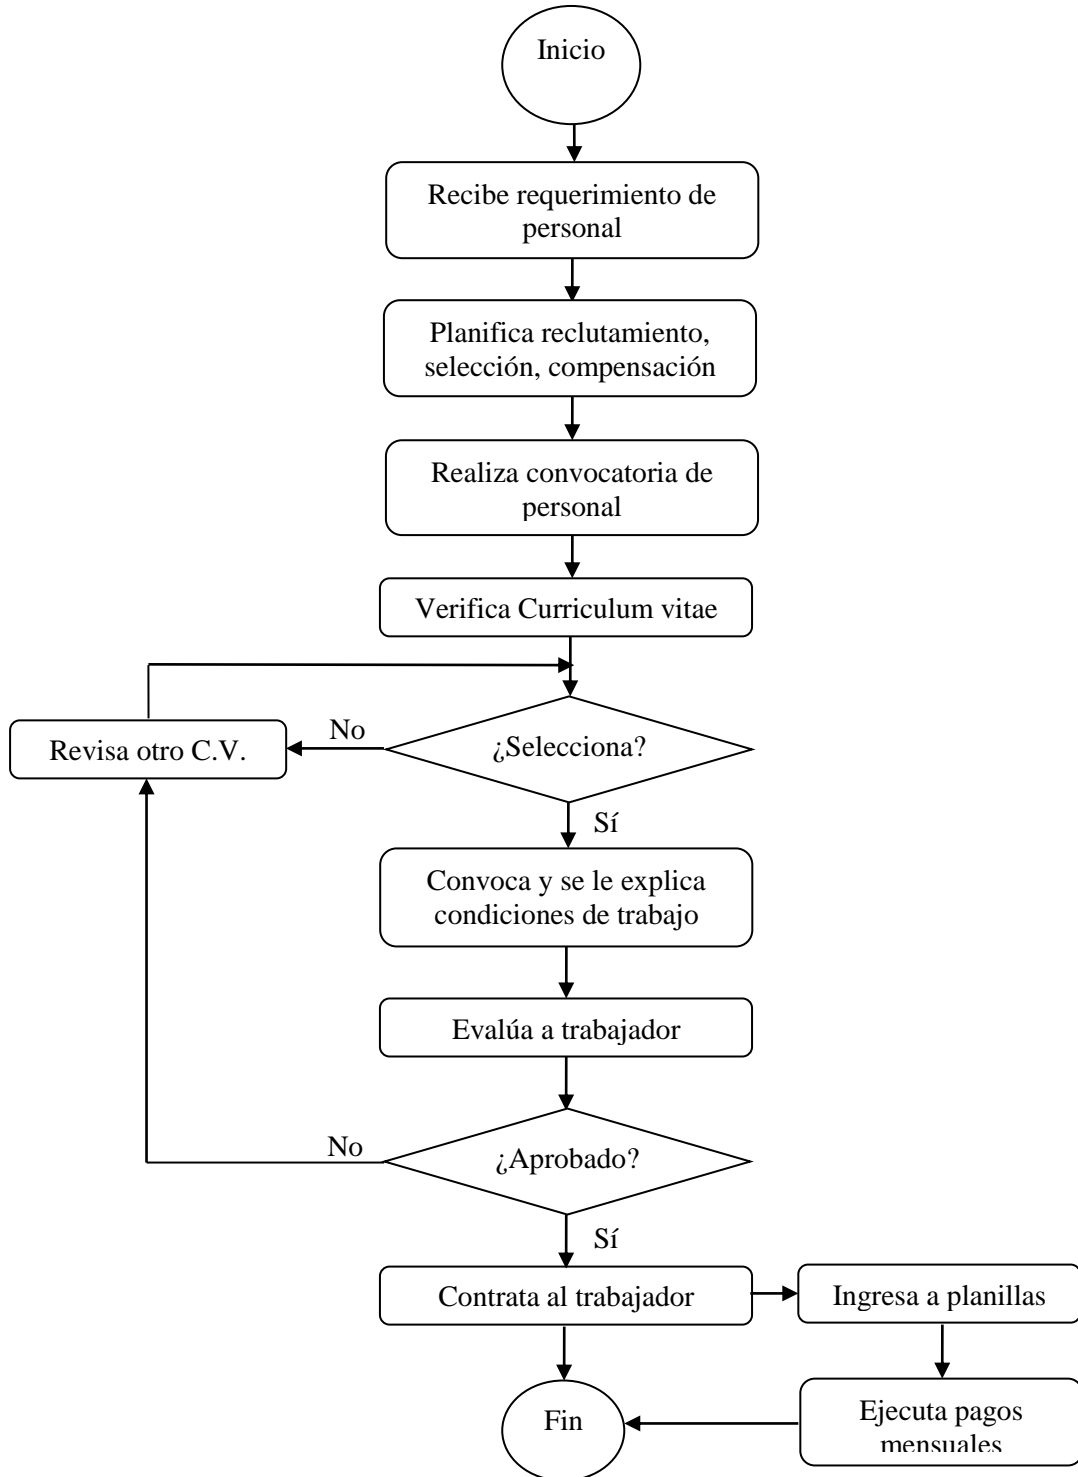 Inicio
Recibe requerimiento de
personal
Planifica reclutamiento,
selección, compensación
Realiza convocatoria de
personal
Verifica Curriculum vitae
No
¿Selecciona?
Revisa otro C.V.
Sí
Convoca y se le explica
condiciones de trabajo
Evalúa a trabajador
No
¿Aprobado?
Sí
Contrata al trabajador
Ingresa a planillas
Fin
Ejecuta pagos
mensuales